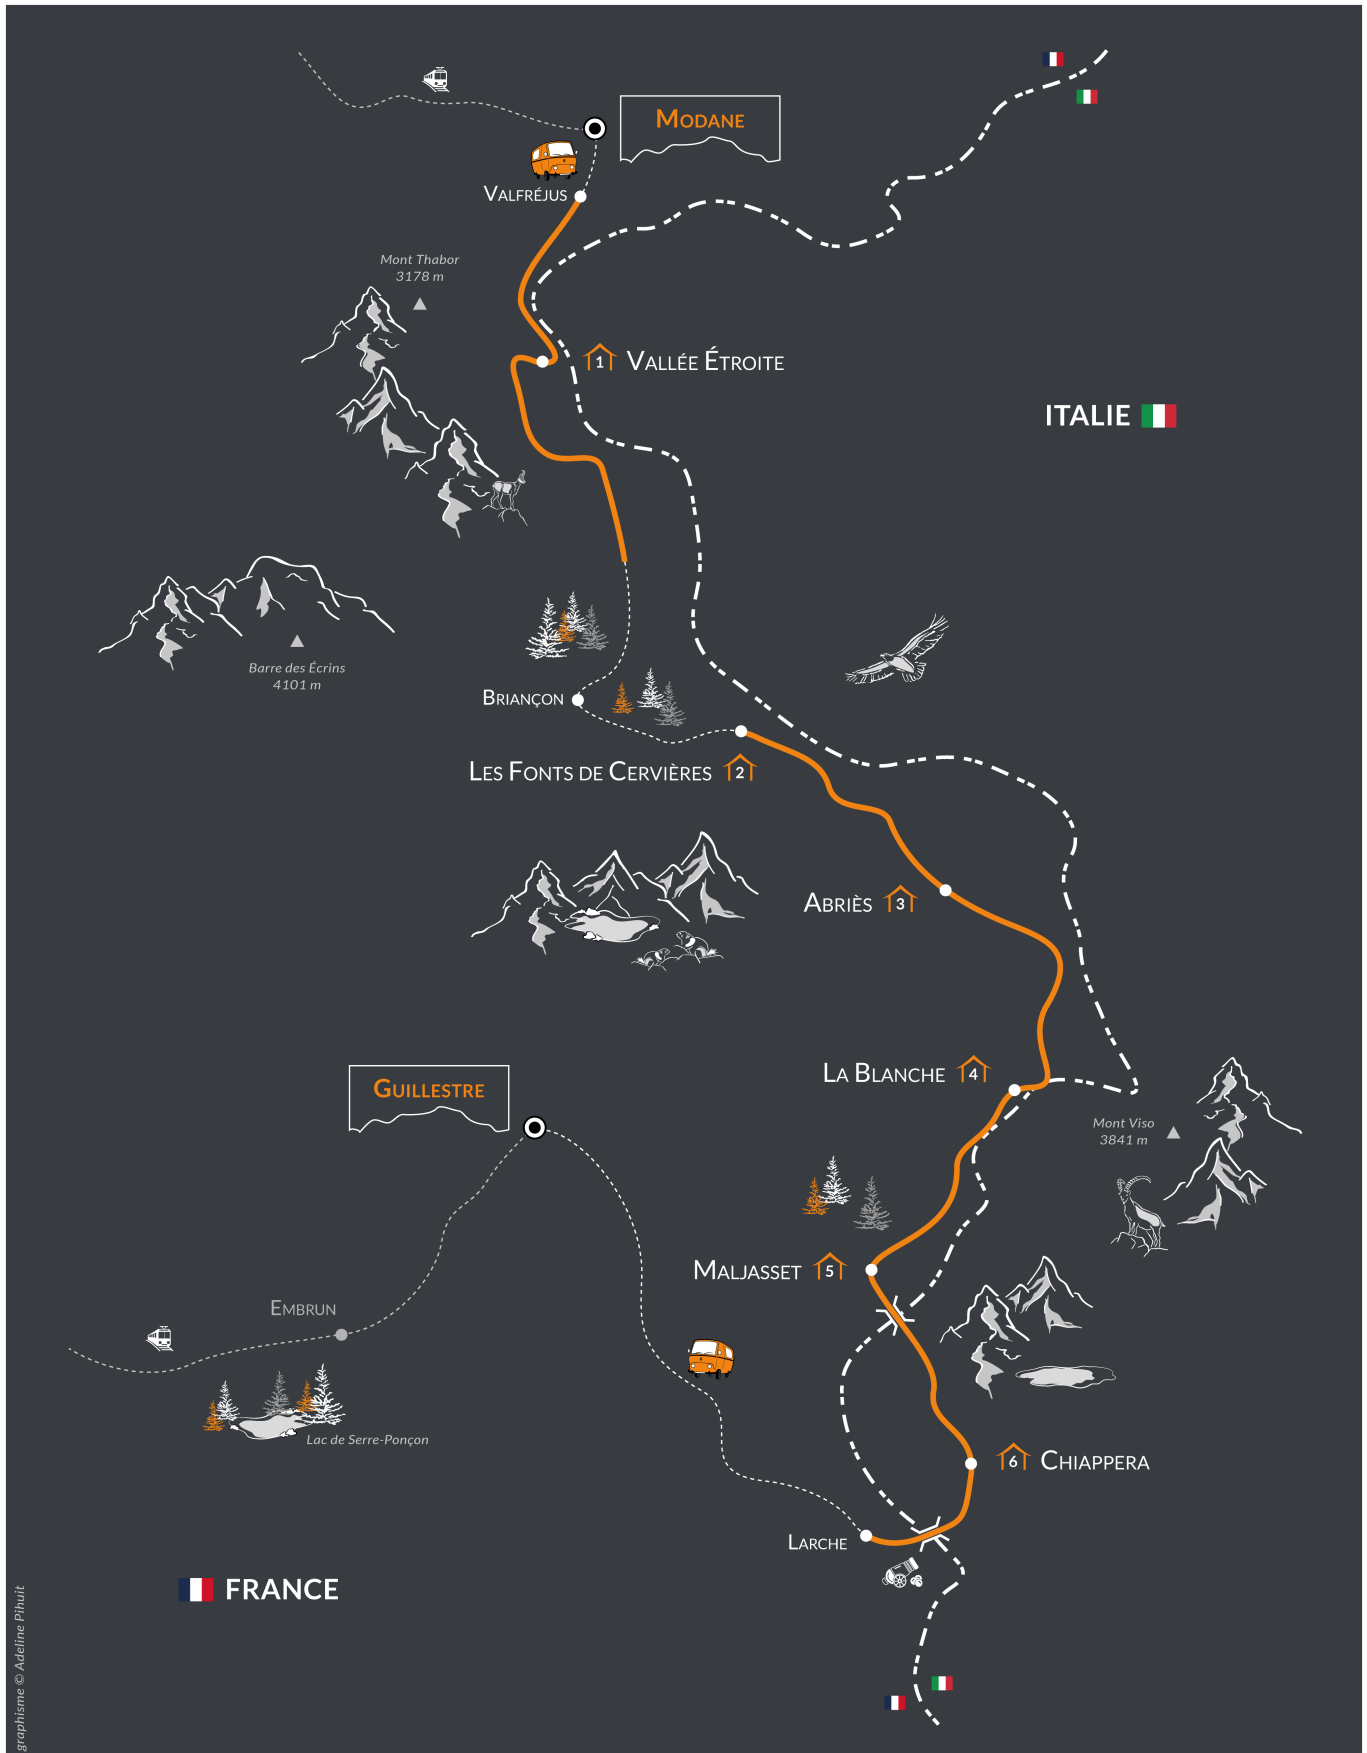 MODANE
VALFRÉJUS
Mont Thabor
3178 m
1 VALLÉE ÉTROITE
ITALIE
Barre des Écrins
4101 m
BRIANÇON
LES FONTS DE CERVIÈRES 2
ABRIÈS 3
LA BLANCHE 4
GUILLESTRE
Mont Viso
3841 m
MALJASSET 5
EMBRUN
Lac de Serre-Ponçon
6 CHIAPPERA
LARCHE
FRANCE
graphisme © Adeline Pihuit